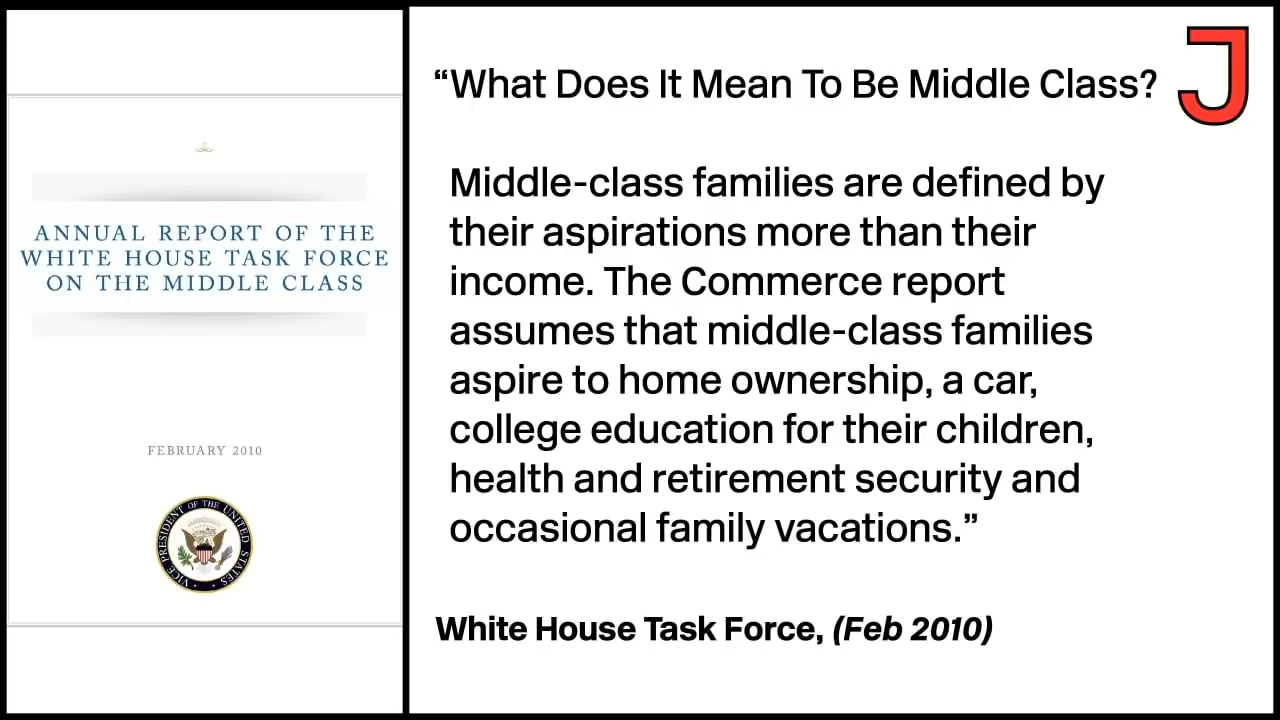 ANNUAL REPORT OF THE
WHITE HOUSE TASK FORCE
ON THE MIDDLE CLASS
FEBRUARY 2010
VICE PRESIDENT OF THE UNITED STATES
“What Does It Mean To Be Middle Class?
J
Middle-class families are defined by
their aspirations more than their
income. The Commerce report
assumes that middle-class families
aspire to home ownership, a car,
college education for their children,
health and retirement security and
occasional family vacations.”
White House Task Force, (Feb 2010)